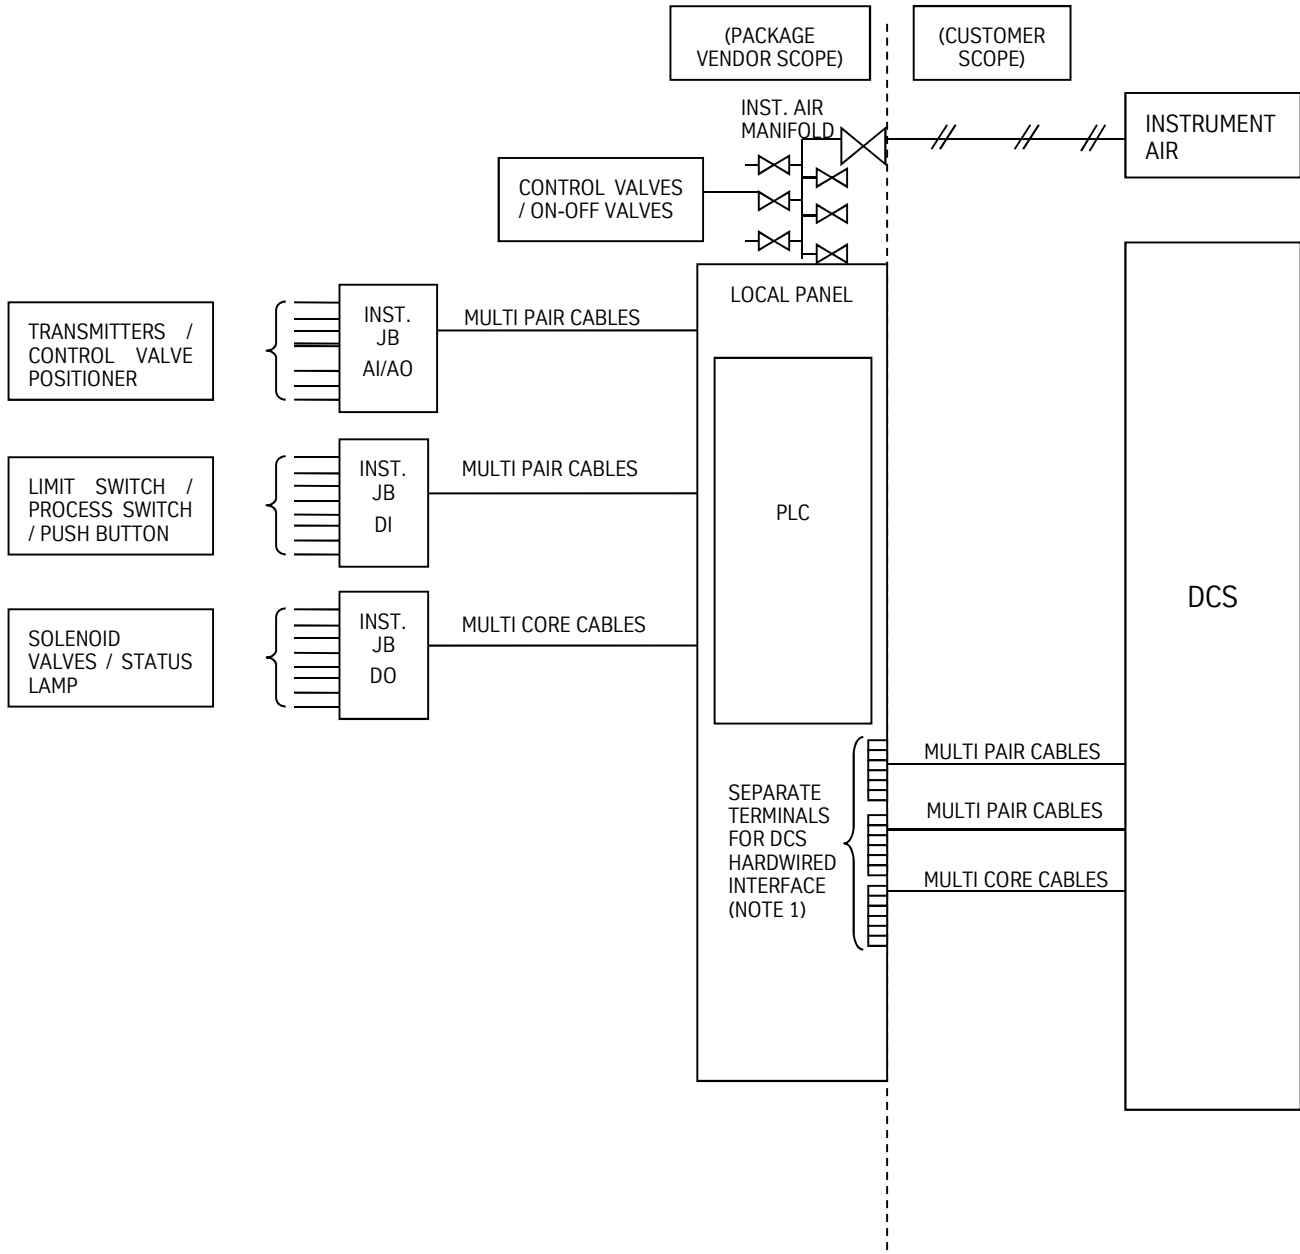 (PACKAGE
VENDOR SCOPE)
(CUSTOMER
SCOPE)
INST. AIR
MANIFOLD
INSTRUMENT
AIR
CONTROL VALVES
/ ON-OFF VALVES
LOCAL PANEL
TRANSMITTERS /
CONTROL VALVE
POSITIONER
INST.
JB
AI/AO
MULTI PAIR CABLES
LIMIT SWITCH /
PROCESS SWITCH
/ PUSH BUTTON
INST.
JB
DI
MULTI PAIR CABLES
PLC
SOLENOID
VALVES / STATUS
LAMP
INST.
JB
DO
MULTI CORE CABLES
DCS
SEPARATE
TERMINALS
FOR DCS
HARDWIRED
INTERFACE
(NOTE 1)
MULTI PAIR CABLES
MULTI PAIR CABLES
MULTI CORE CABLES